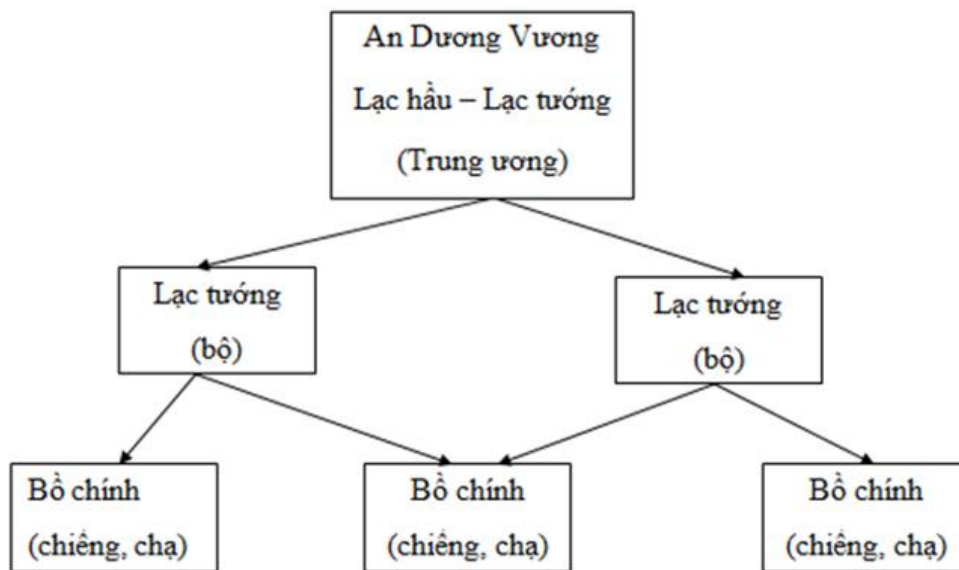 An Dương Vương
Lạc hầu – Lạc tướng
(Trung ương)
Lạc tướng
(bộ)
Lạc tướng
(bộ)
Bồ chính
(chiềng, chạ)
Bồ chính
(chiềng, chạ)
Bồ chính
(chiềng, chạ)